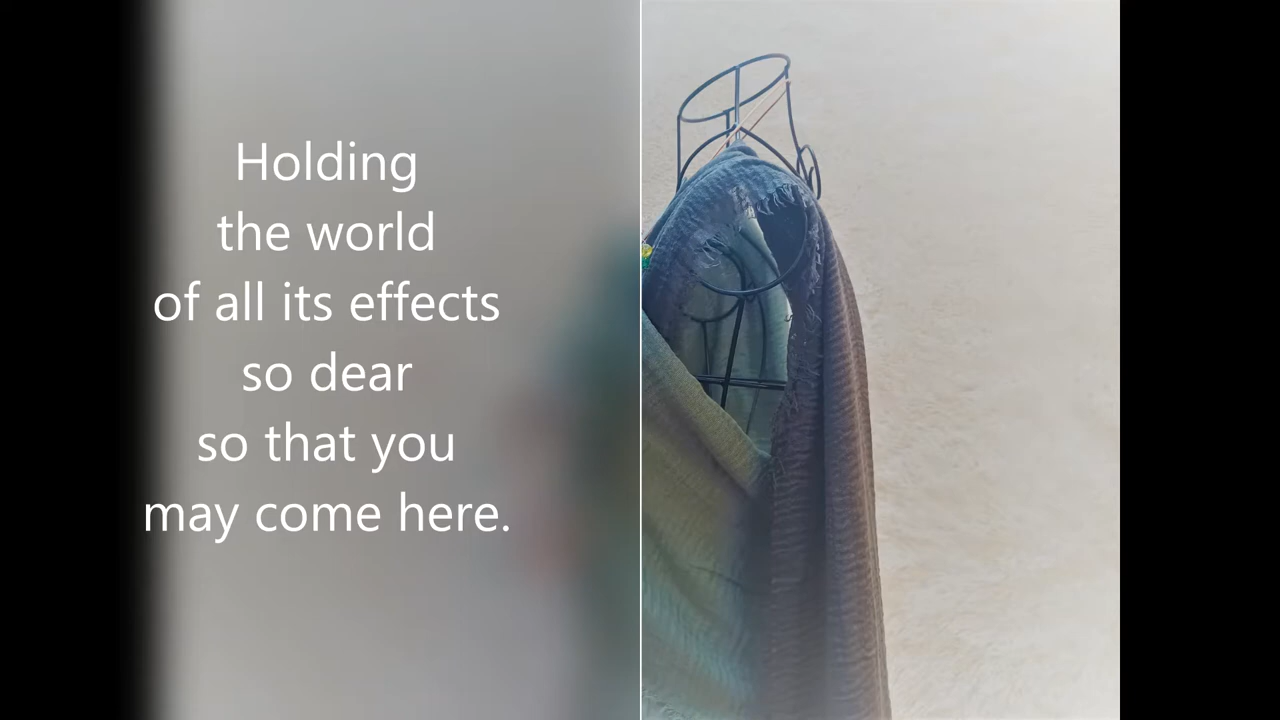 Holding
the world
of all its effects
so dear
so that you
may come here.